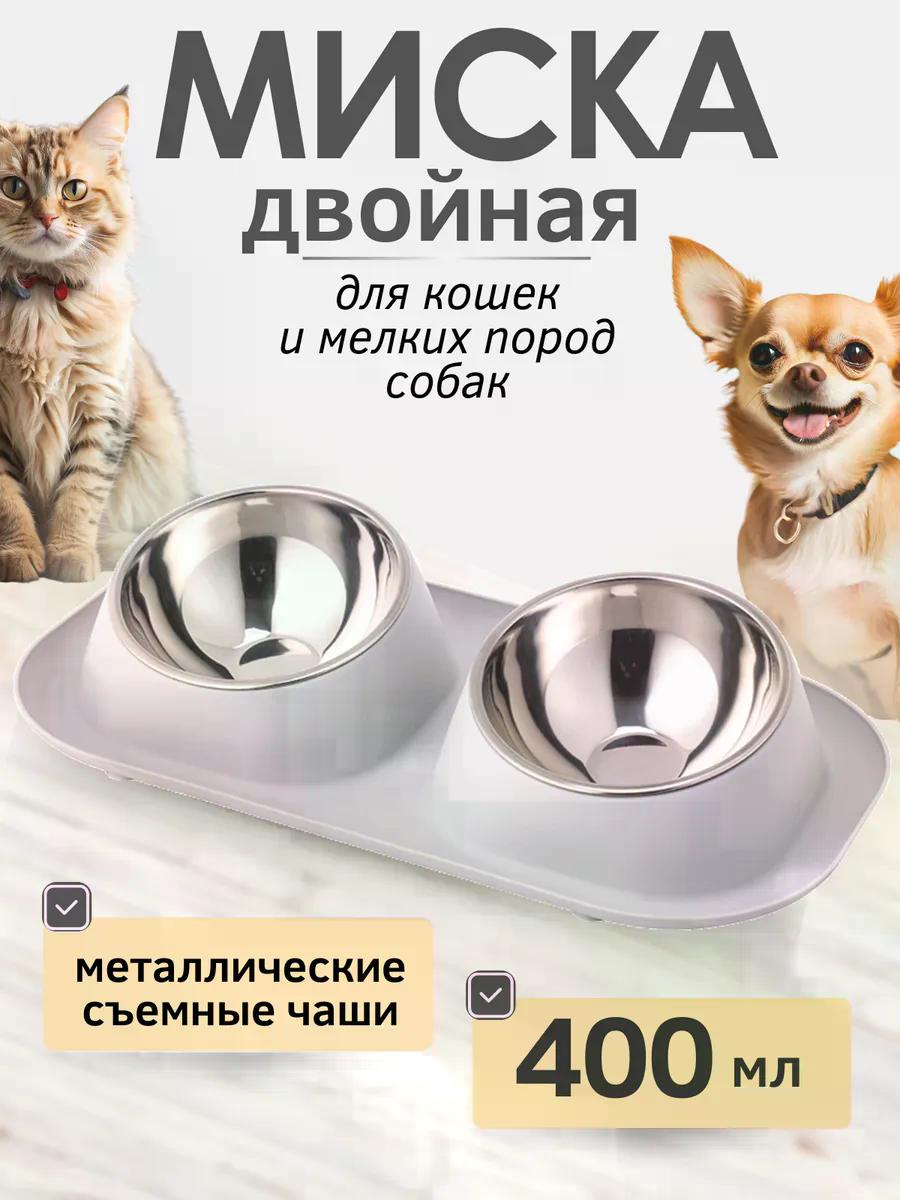 МИСКА
двойная
для кошек
и мелких пород
собак
металлические
съемные чаши
400 мл